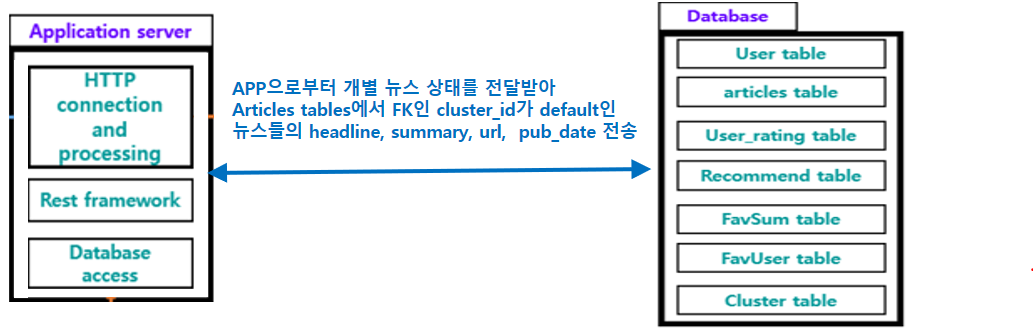 Application server
HTTP
connection
and
processing
Rest framework
Database
access
APP으로부터 개별 뉴스 상태를 전달받아
Articles tables에서 FK인 cluster_id가 default인
뉴스들의 headline, summary, url, pub_date 전송
Database
User table
articles table
User_rating table
Recommend table
FavSum table
FavUser table
Cluster table